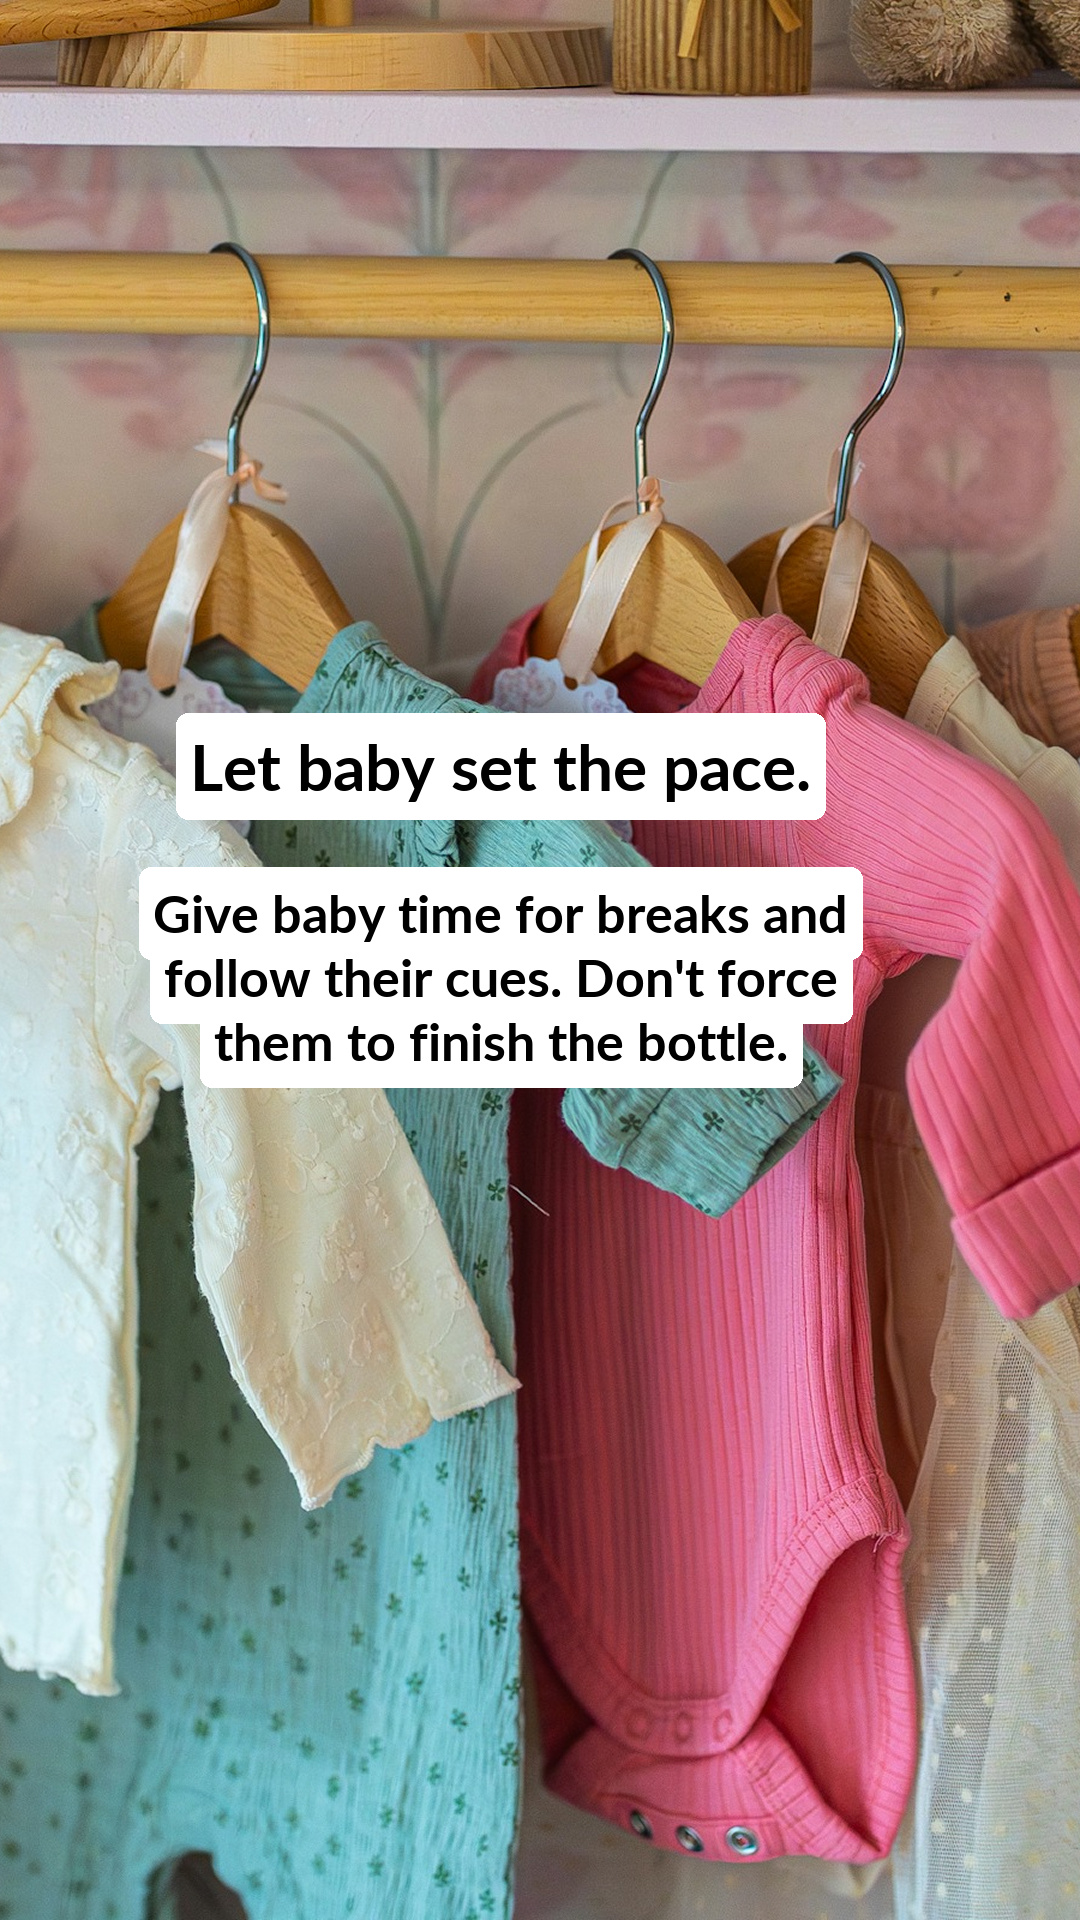 Let baby set the pace.
Give baby time for breaks and
follow their cues. Don't force
them to finish the bottle.